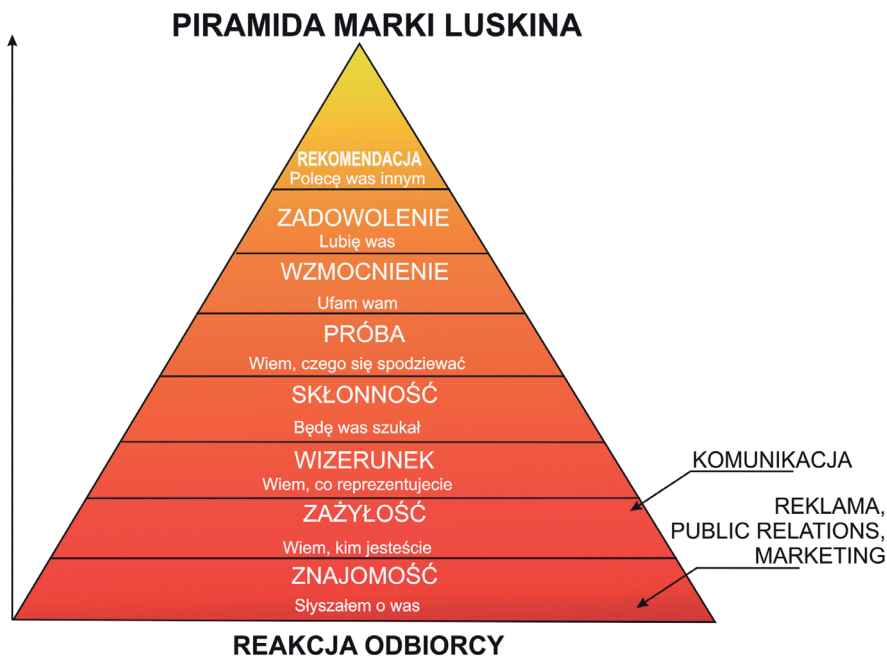 PIRAMIDA MARKI LUSKINA
REKOMENDACJA
Polecę was innym
ZADOWOLENIE
Lubię was
WZMOCNIENIE
Ufam wam
PRÓBA
Wiem, czego się spodziewać
SKŁONNOŚĆ
Będę was szukał
WIZERUNEK
Wiem, co reprezentujecie
ZAŻYŁOŚĆ
Wiem, kim jesteście
ZNAJOMOŚĆ
Słyszałem o was
KOMUNIKACJA
REKLAMA,
PUBLIC RELATIONS,
MARKETING
REAKCJA ODBIORCY